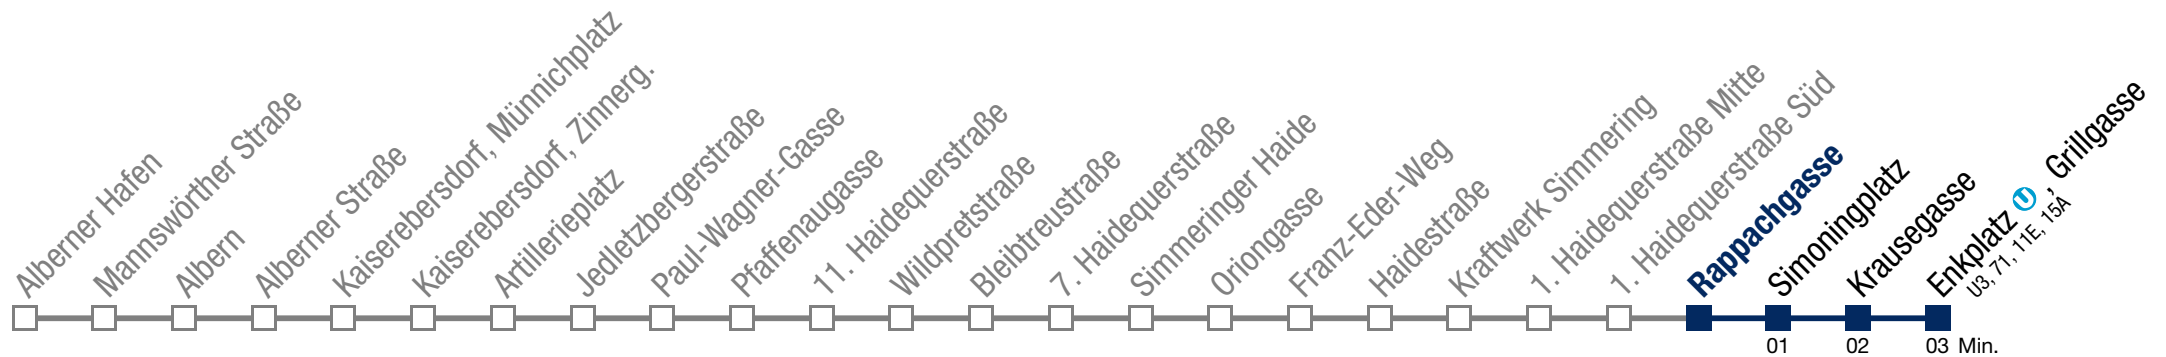 Alberner Hafen
Mannswörther Straße
Albern
Alberner Straße
Kaiserebersdorf, Münnichplatz
Kaiserebersdorf, Zinnerg.
Artillerieplatz
Jedletzbergerstraße
Paul-Wagner-Gasse
Pfaffenaugasse
11. Haidequerstraße
Wildpretstraße
Bleibtreustraße
7. Haidequerstraße
Simmeringer Haide
Oriongasse
Franz-Eder-Weg
Haidestraße
Kraftwerk Simmering
1. Haidequerstraße Mitte
1. Haidequerstraße Süd
Rappachgasse
Simoningplatz
Krausegasse
Enkplatz U, Grillgasse
U3, 71, 11E, 15A
01 02 03 Min.